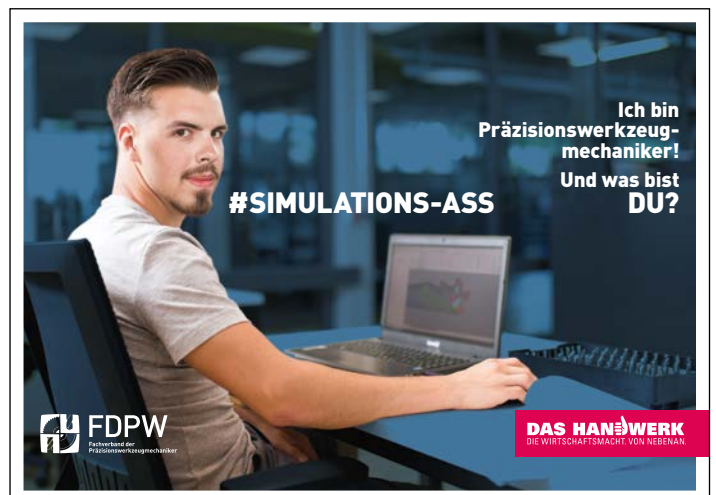 Ich bin
Präzisionswerkzeug-
mechaniker!
Und was bist
DU?
#SIMULATIONS-ASS
FDPW
Fachverband der
Präzisionswerkzeugmechaniker
DAS HANDWERK
DIE WIRTSCHAFTSMACHT. VON NEBENAN.